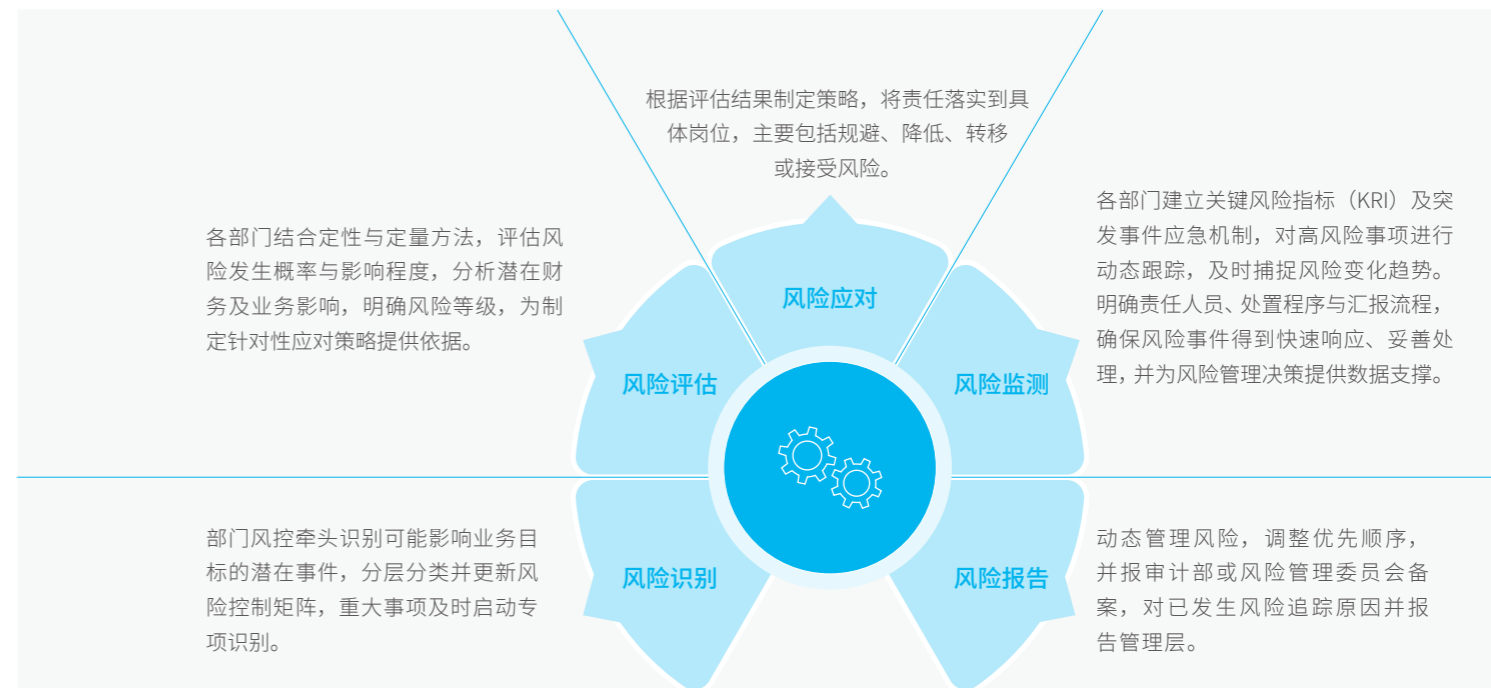 根据评估结果制定策略，将责任落实到具
体岗位，主要包括规避、降低、转移
或接受风险。
各部门结合定性与定量方法，评估风
险发生概率与影响程度，分析潜在财
务及业务影响，明确风险等级，为制
定针对性应对策略提供依据。
各部门建立关键风险指标（KRI）及突
发事件应急机制，对高风险事项进行
动态跟踪，及时捕捉风险变化趋势。
明确责任人员、处置程序与汇报流程，
确保风险事件得到快速响应、妥善处
理，并为风险管理决策提供数据支撑。
风险应对
风险评估
风险监测
部门风控牵头识别可能影响业务目
标的潜在事件，分层分类并更新风
险控制矩阵，重大事项及时启动专
项识别。
风险识别
风险报告
动态管理风险，调整优先顺序，
并报审计部或风险管理委员会备
案，对已发生风险追踪原因并报
告管理层。